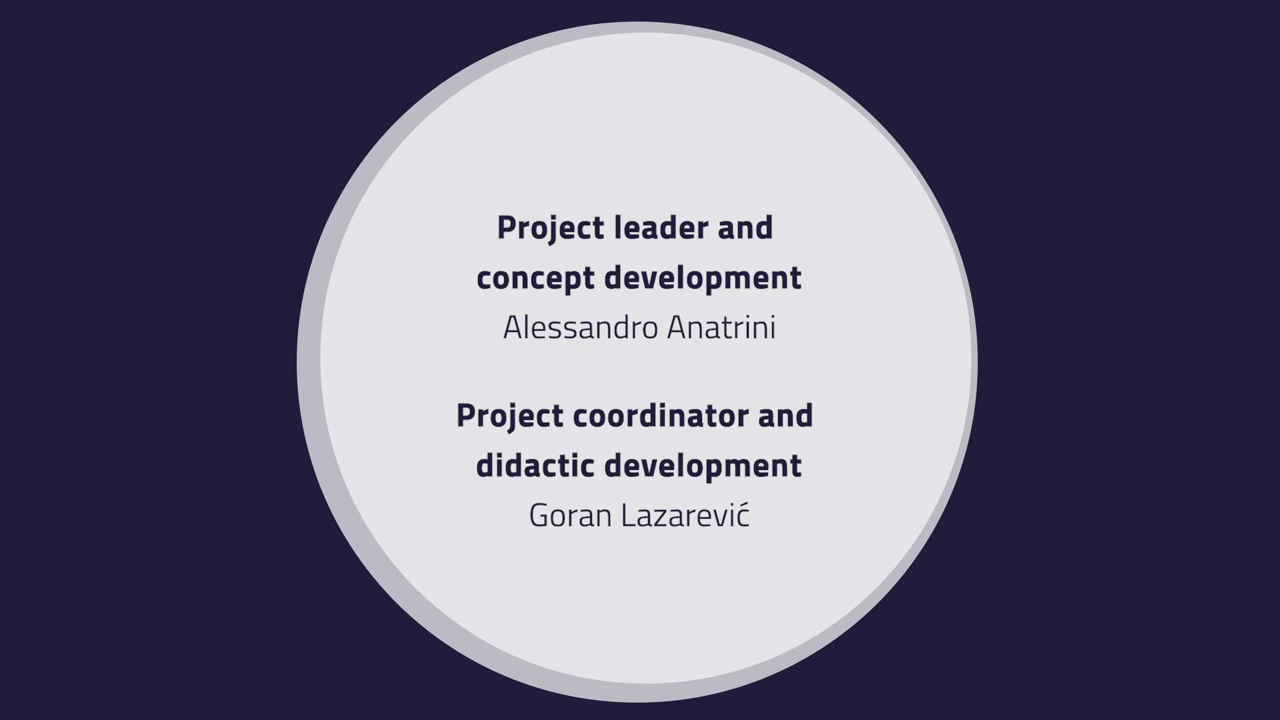 Project leader and
concept development
Alessandro Anatrini
Project coordinator and
didactic development
Goran Lazarević